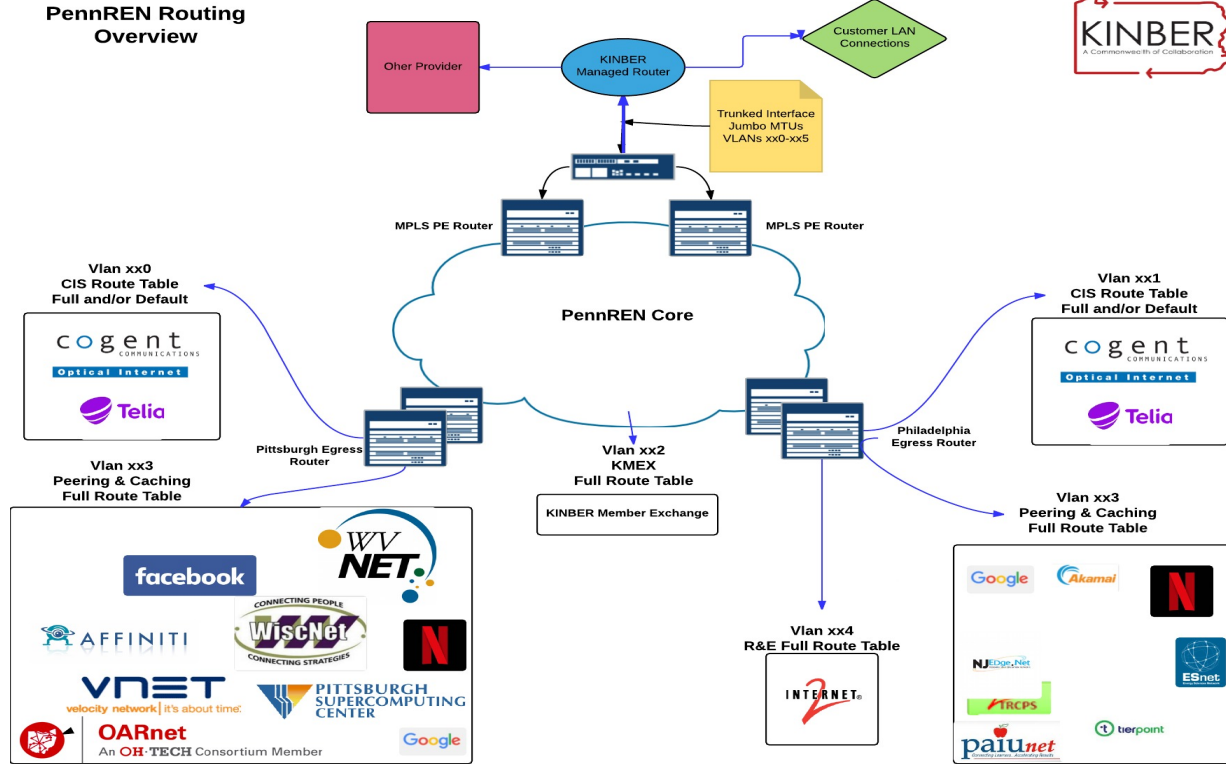 PennREN Routing
Overview
Oher Provider
KINBER
Managed Router
Customer LAN
Connections
KINBER
A Commonwealth of Collaboration
Trunked Interface
Jumbo MTUs
VLANs xx0-xx5
MPLS PE Router
MPLS PE Router
Vlan xx0
CIS Route Table
Full and/or Default
cogent
COMMUNICATIONS
Optical Internet
Telia
PennREN Core
Vlan xx1
CIS Route Table
Full and/or Default
cogent
COMMUNICATIONS
Optical Internet
Telia
Pittsburgh Egress
Router
Philadelphia
Egress Router
Vlan xx2
KMEX
Full Route Table
KINBER Member Exchange
Vlan xx3
Peering & Caching
Full Route Table
facebook
WV
NET
AFFINITI
CONNECTING PEOPLE
WiscNet
CONNECTING STRATEGIES
N
VNET
velocity network | it's about time.
PITTSBURGH
SUPERCOMPUTING
CENTER
OARnet
An OH·TECH Consortium Member
Google
Vlan xx4
R&E Full Route Table
INTERNET®
2
Vlan xx3
Peering & Caching
Full Route Table
Google
Akamai
N
NJEDge.Net
ESnet
TRCPS
paiunet
tierpoint